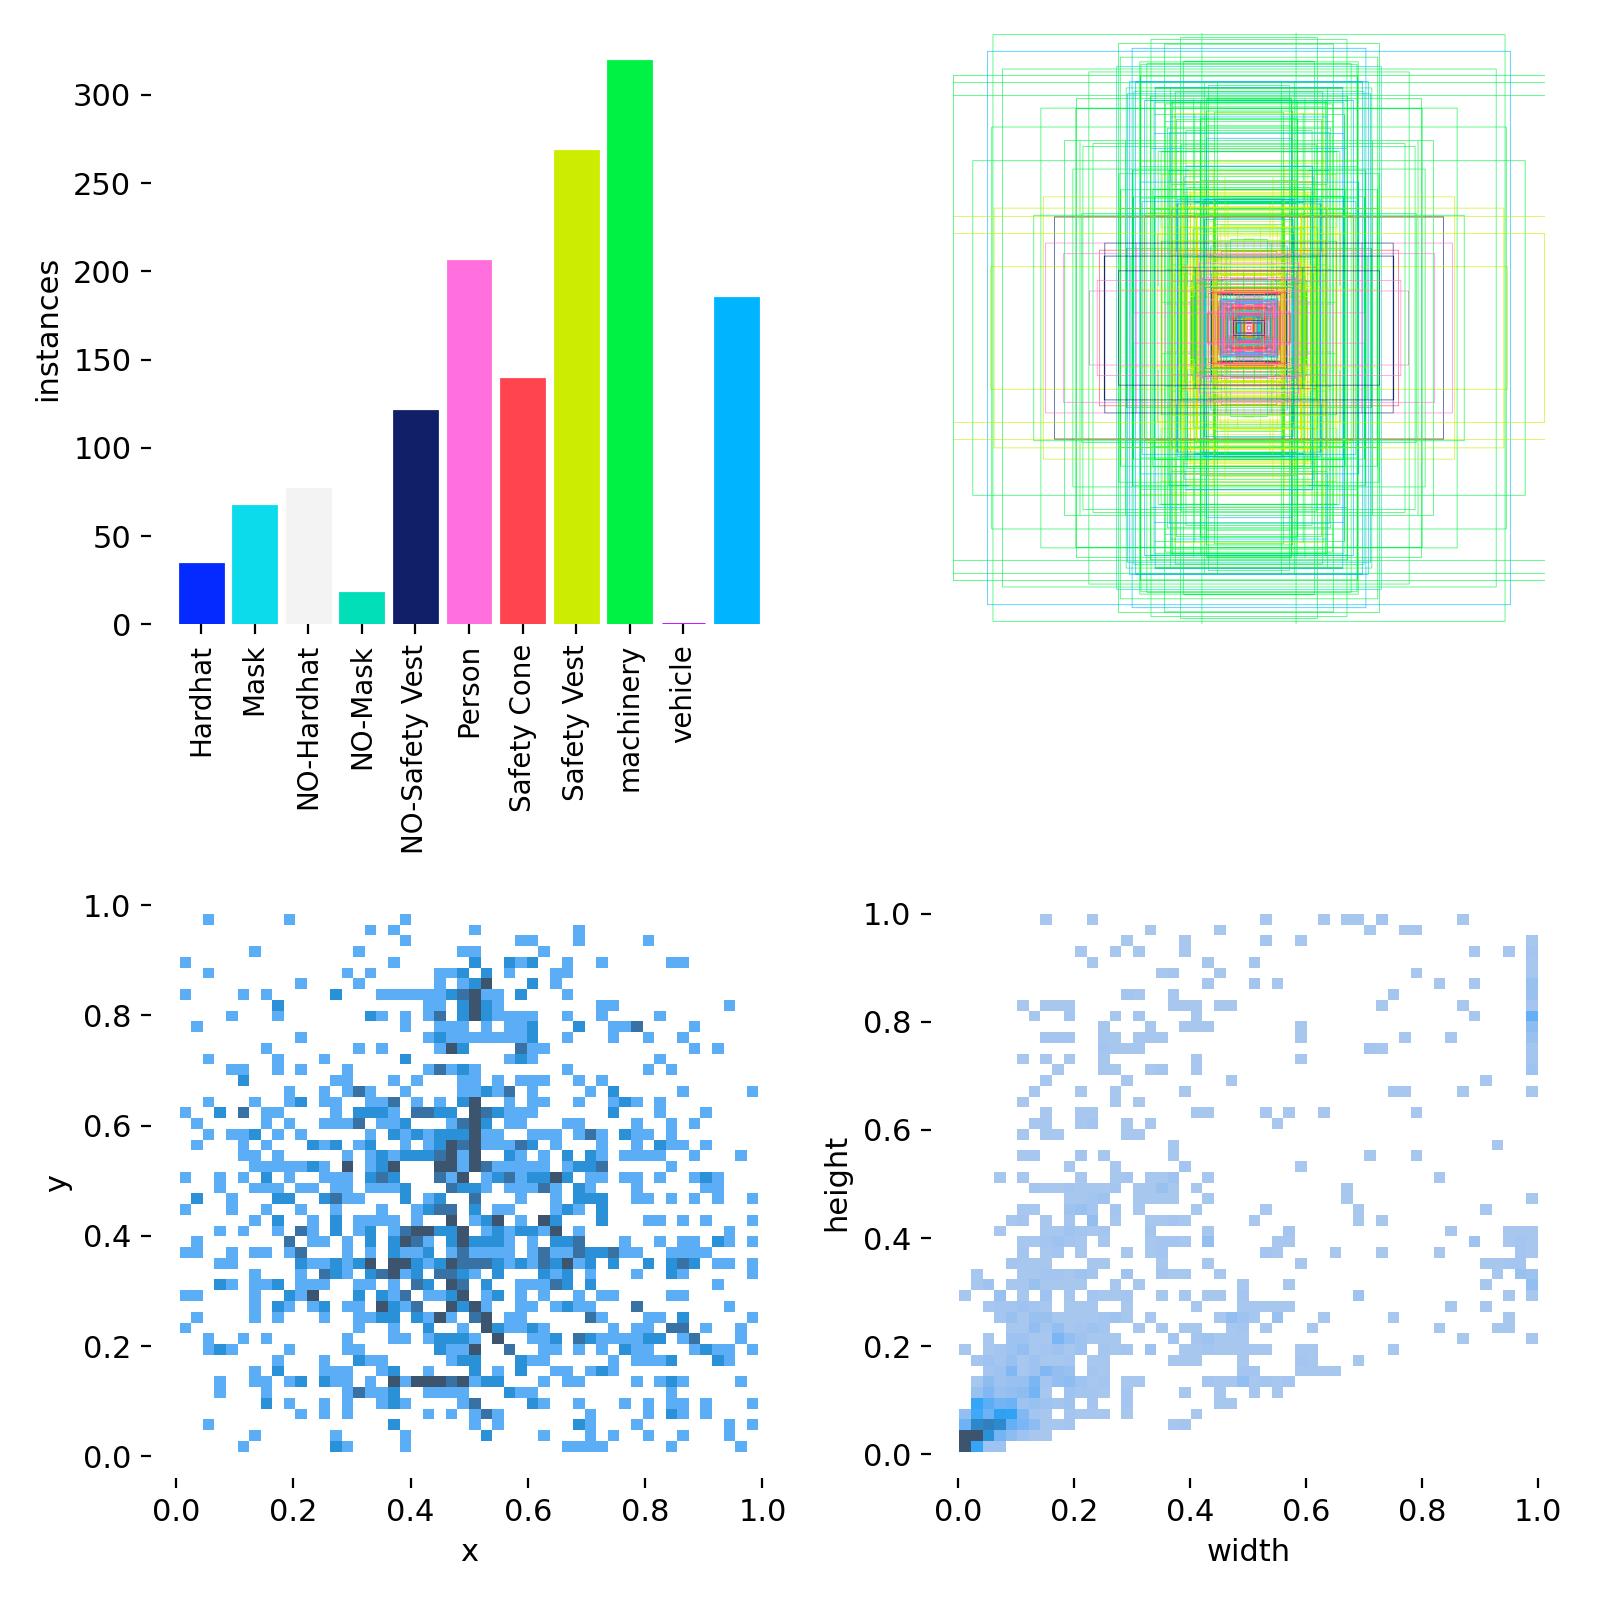 instances
300
250
200
150
100
50
0
Hardhat
Mask
NO-Hardhat
NO-Mask
NO-Safety Vest
Person
Safety Cone
Safety Vest
machinery
vehicle
y
1.0
0.8
0.6
0.4
0.2
0.0
0.0 0.2 0.4 0.6 0.8 1.0
x
height
1.0
0.8
0.6
0.4
0.2
0.0
0.0 0.2 0.4 0.6 0.8 1.0
width